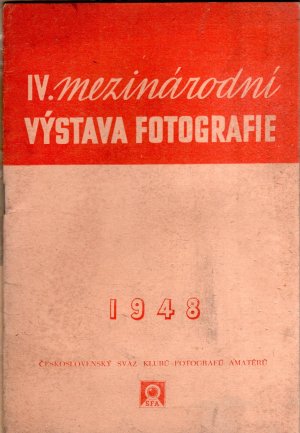 IV. mezinárodní
VÝSTAVA FOTOGRAFIE
1948
ČESKOSLOVENSKÝ SVAZ KLUBŮ FOTOGRAFŮ AMATÉRŮ
SFA